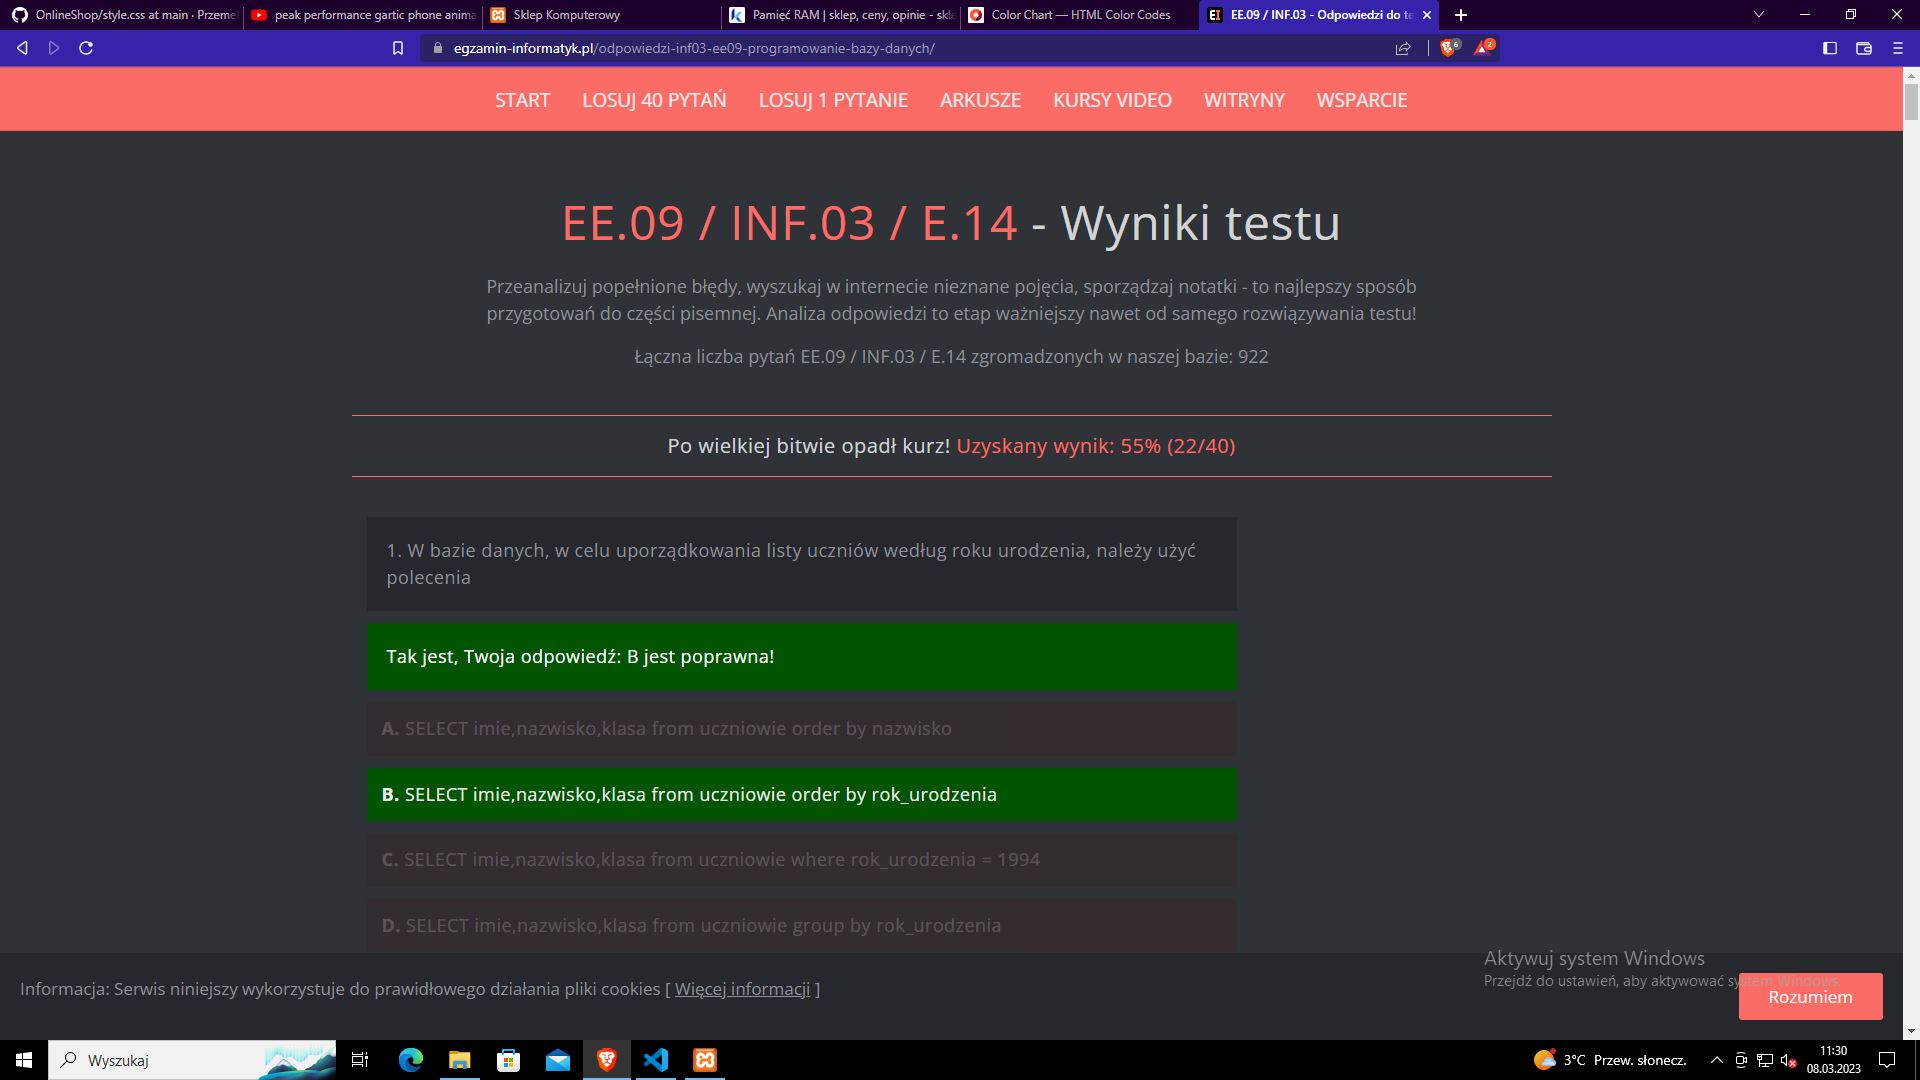 OnlineShop/style.css at main · Przeme
peak performance gartic phone anima
Sklep Komputerowy
Pamięć RAM | sklep, ceny, opinie - skle
Color Chart — HTML Color Codes
EE.09 / INF.03 - Odpowiedzi do te
egzamin-informatyk.pl/odpowiedzi-inf03-ee09-programowanie-bazy-danych/
6
2
START LOSUJ 40 PYTAŃ LOSUJ 1 PYTANIE ARKUSZE KURSY VIDEO WITRYNY WSPARCIE
EE.09 / INF.03 / E.14 - Wyniki testu
Przeanalizuj popełnione błędy, wyszukaj w internecie nieznane pojęcia, sporządzaj notatki - to najlepszy sposób
przygotowań do części pisemnej. Analiza odpowiedzi to etap ważniejszy nawet od samego rozwiązywania testu!
Łączna liczba pytań EE.09 / INF.03 / E.14 zgromadzonych w naszej bazie: 922
Po wielkiej bitwie opadł kurz! Uzyskany wynik: 55% (22/40)
1. W bazie danych, w celu uporządkowania listy uczniów według roku urodzenia, należy użyć
polecenia
Tak jest, Twoja odpowiedź: B jest poprawna!
A. SELECT imie,nazwisko,klasa from uczniowie order by nazwisko
B. SELECT imie,nazwisko,klasa from uczniowie order by rok_urodzenia
C. SELECT imie,nazwisko,klasa from uczniowie where rok_urodzenia = 1994
D. SELECT imie,nazwisko,klasa from uczniowie group by rok_urodzenia
Aktywuj system Windows
Przejdź do ustawień, aby aktywować system Windows.
Informacja: Serwis niniejszy wykorzystuje do prawidłowego działania pliki cookies [ Więcej informacji ]
Rozumiem
Wyszukaj
3°C Przew. słonecz.
11:30
08.03.2023